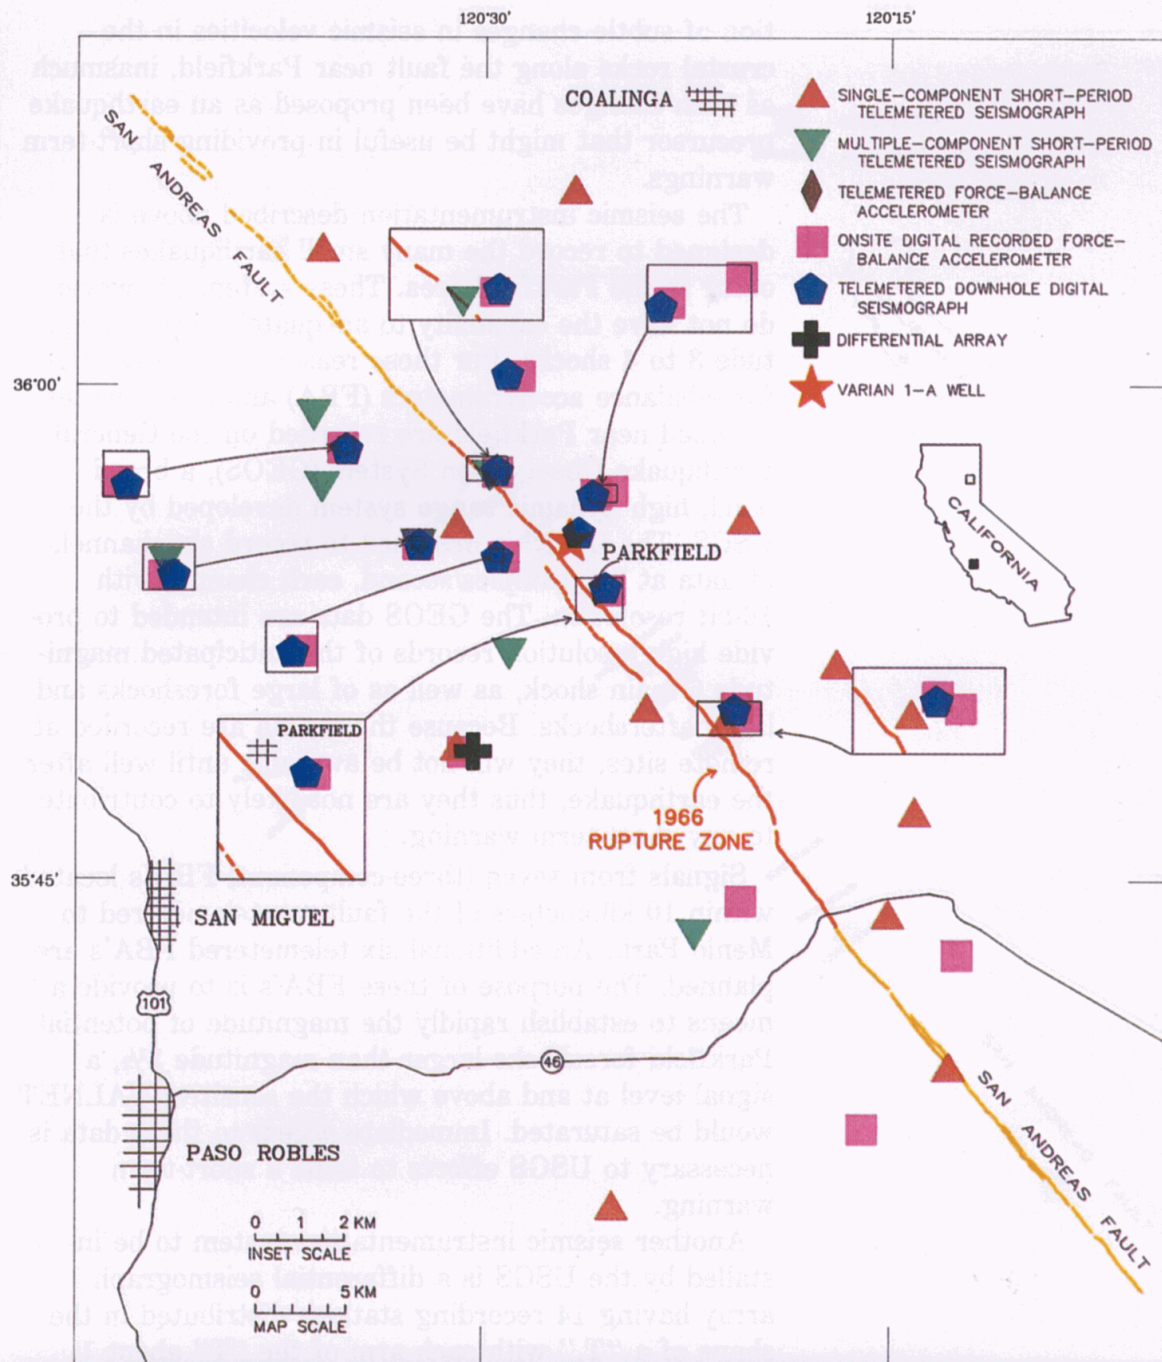 120°30'
120°15'
COALINGA
SINGLE-COMPONENT SHORT-PERIOD
TELEMETERED SEISMOGRAPH
MULTIPLE-COMPONENT SHORT-PERIOD
TELEMETERED SEISMOGRAPH
TELEMETERED FORCE-BALANCE
ACCELEROMETER
ONSITE DIGITAL RECORDED FORCE-
BALANCE ACCELEROMETER
TELEMETERED DOWNHOLE DIGITAL
SEISMOGRAPH
DIFFERENTIAL ARRAY
VARIAN 1-A WELL
SAN
ANDREAS
FAULT
36°00'
CALIFORNIA
PARKFIELD
PARKFIELD
1966
RUPTURE ZONE
35°45'
SAN MIGUEL
101
46
PASO ROBLES
SAN
ANDREAS
FAULT
0 1 2 KM
INSET SCALE
0 5 KM
MAP SCALE